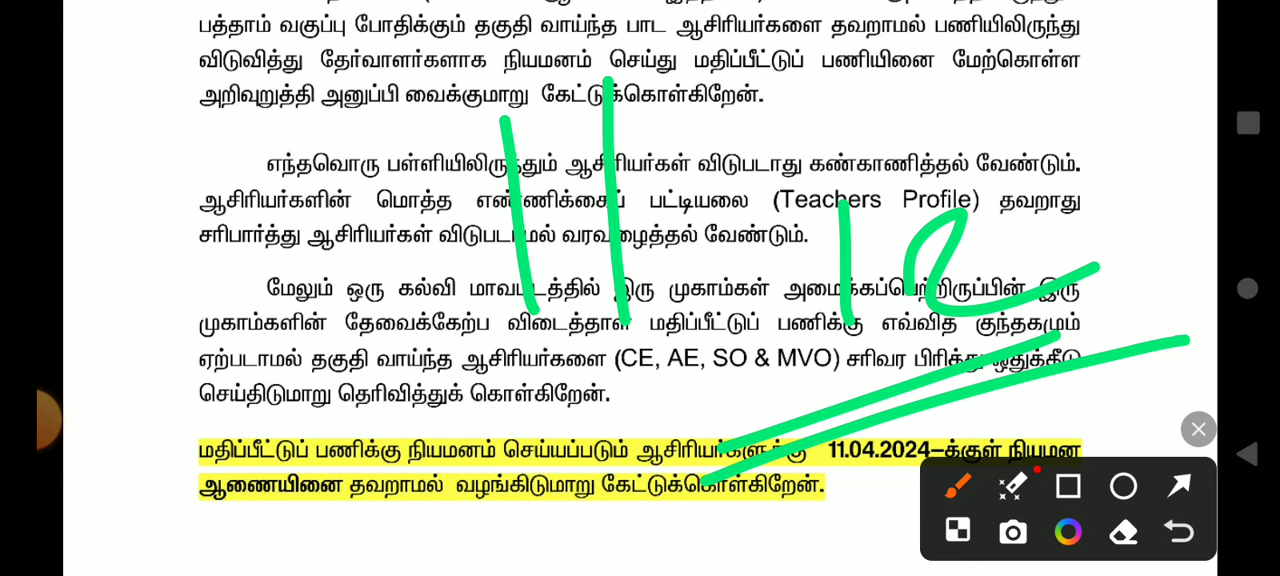 பத்தாம் வகுப்பு போதிக்கும் தகுதி வாய்ந்த பாட ஆசிரியர்களை தவறாமல் பணியிலிருந்து
விடுவித்து தேர்வாளர்களாக நியமனம் செய்து மதிப்பீட்டுப் பணியினை மேற்கொள்ள
அறிவுறுத்தி அனுப்பி வைக்குமாறு கேட்டுக்கொள்கிறேன்.
எந்தவொரு பள்ளியிலிருந்தும் ஆசிரியர்கள் விடுபடாது கண்காணித்தல் வேண்டும்.
ஆசிரியர்களின் மொத்த எண்ணிக்கைப் பட்டியலை (Teachers Profile) தவறாது
சரிபார்த்து ஆசிரியர்கள் விடுபடாமல் வரவழைத்தல் வேண்டும்.
11 12
மேலும் ஒரு கல்வி மாவட்டத்தில் இரு முகாம்கள் அமைக்கப்பெற்றிருப்பின் இரு
முகாம்களின் தேவைக்கேற்ப விடைத்தாள் மதிப்பீட்டுப் பணிக்கு எவ்வித குந்தகமும்
ஏற்படாமல் தகுதி வாய்ந்த ஆசிரியர்களை (CE, AE, SO & MVO) சரிவர பிரித்து ஒதுக்கீடு
செய்திடுமாறு தெரிவித்துக் கொள்கிறேன்.
மதிப்பீட்டுப் பணிக்கு நியமனம் செய்யப்படும் ஆசிரியர்களுக்கு 11.04.2024–க்குள் நியமன
ஆணையினை தவறாமல் வழங்கிடுமாறு கேட்டுக்கொள்கிறேன்.